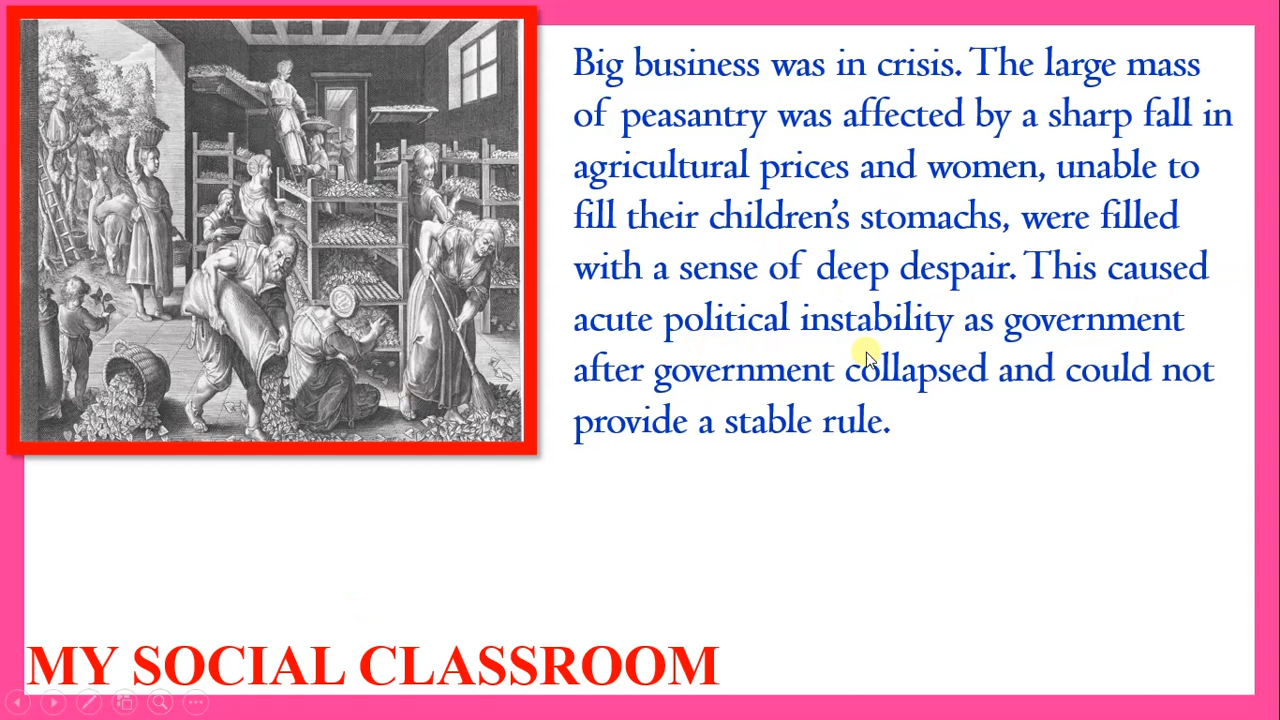 Big business was in crisis. The large mass
of peasantry was affected by a sharp fall in
agricultural prices and women, unable to
fill their children's stomachs, were filled
with a sense of deep despair. This caused
acute political instability as government
after government collapsed and could not
provide a stable rule.
MY SOCIAL CLASSROOM